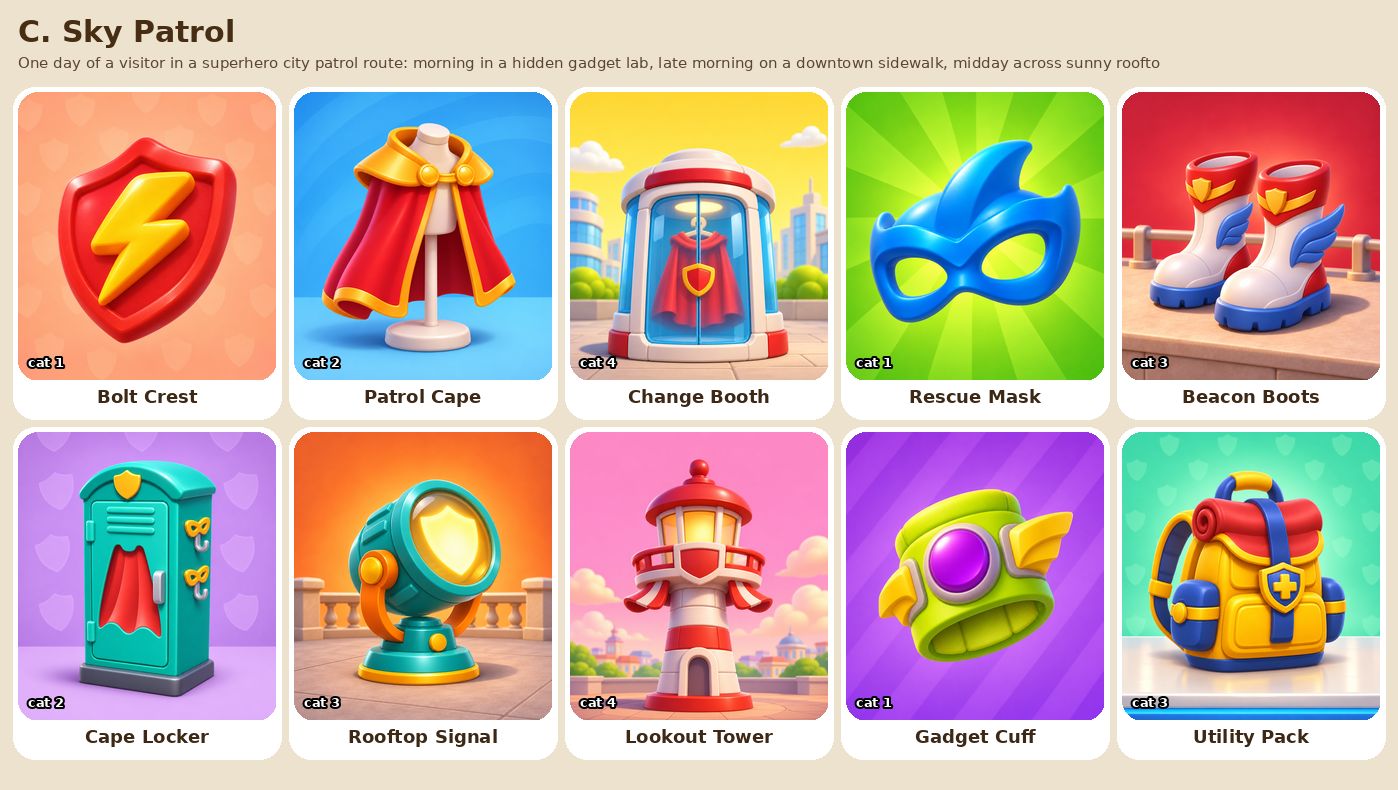 C. Sky Patrol
One day of a visitor in a superhero city patrol route: morning in a hidden gadget lab, late morning on a downtown sidewalk, midday across sunny roofto
cat 1
cat 2
cat 4
cat 1
cat 3
Bolt Crest
Patrol Cape
Change Booth
Rescue Mask
Beacon Boots
cat 2
cat 3
cat 4
cat 1
cat 3
Cape Locker
Rooftop Signal
Lookout Tower
Gadget Cuff
Utility Pack